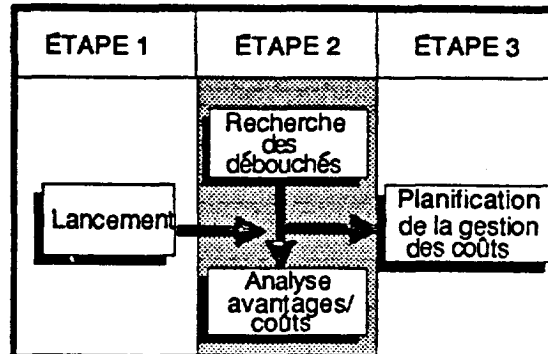 ÉTAPE 1
ÉTAPE 2
ÉTAPE 3
Recherche
des
débouchés
Lancement
Planification
de la gestion
des coûts
Analyse
avantages/
coûts